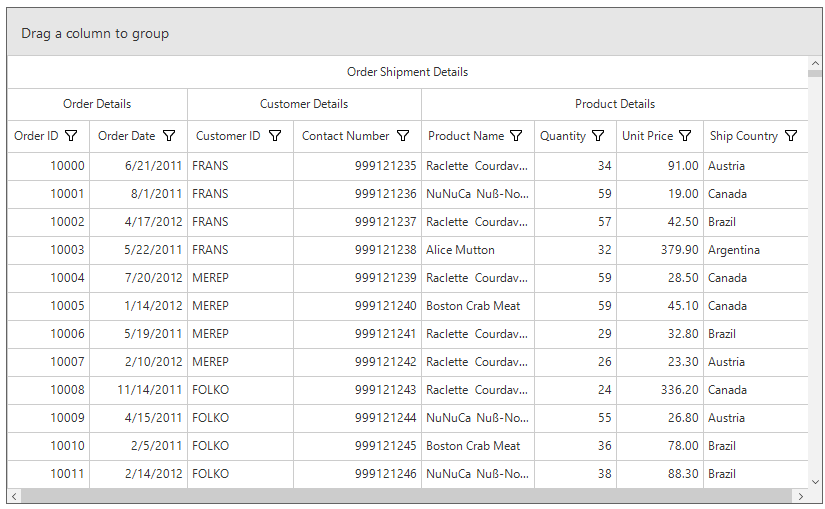 Drag a column to group
Order Shipment Details
Order Details Customer Details Product Details
Order ID Order Date Customer ID Contact Number Product Name Quantity Unit Price Ship Country
10000 6/21/2011 FRANS 999121235 Raclette Courdav... 34 91.00 Austria
10001 8/1/2011 FRANS 999121236 NuNuCa Nuß-No... 59 19.00 Canada
10002 4/17/2012 FRANS 999121237 Raclette Courdav... 57 42.50 Brazil
10003 5/22/2011 FRANS 999121238 Alice Mutton 32 379.90 Argentina
10004 7/20/2012 MEREP 999121239 Raclette Courdav... 59 28.50 Canada
10005 1/14/2012 MEREP 999121240 Boston Crab Meat 59 45.10 Canada
10006 5/19/2011 MEREP 999121241 Raclette Courdav... 29 32.80 Brazil
10007 2/10/2012 MEREP 999121242 Raclette Courdav... 26 23.30 Austria
10008 11/14/2011 FOLKO 999121243 Raclette Courdav... 24 336.20 Canada
10009 4/15/2011 FOLKO 999121244 NuNuCa Nuß-No... 55 26.80 Austria
10010 2/5/2011 FOLKO 999121245 Boston Crab Meat 36 78.00 Brazil
10011 2/14/2012 FOLKO 999121246 NuNuCa Nuß-No... 38 88.30 Brazil